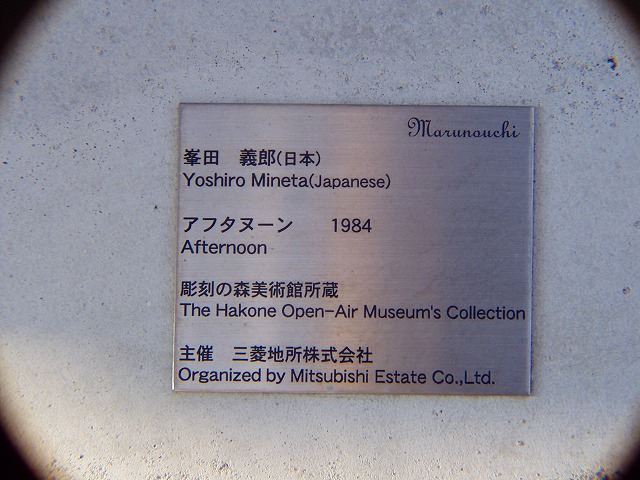 Marunouchi
峯田　義郎(日本)
Yoshiro Mineta(Japanese)
アフタヌーン　1984
Afternoon
彫刻の森美術館所蔵
The Hakone Open-Air Museum's Collection
主催　三菱地所株式会社
Organized by Mitsubishi Estate Co.,Ltd.